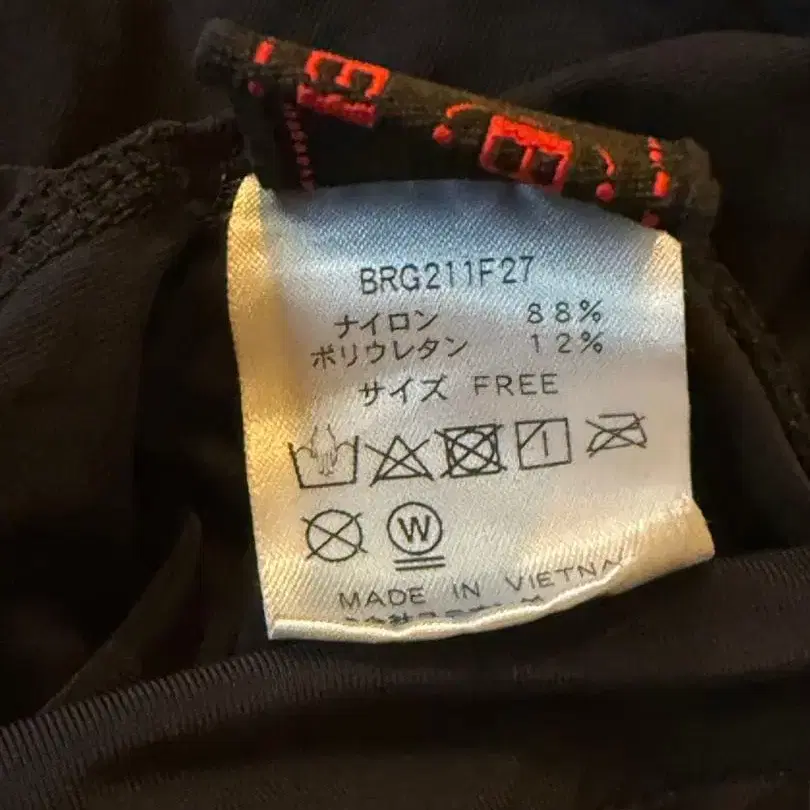 BRG211F27
ナイロン 88%
ポリウレタン 12%
サイズ FREE
W
MADE IN VIETNA